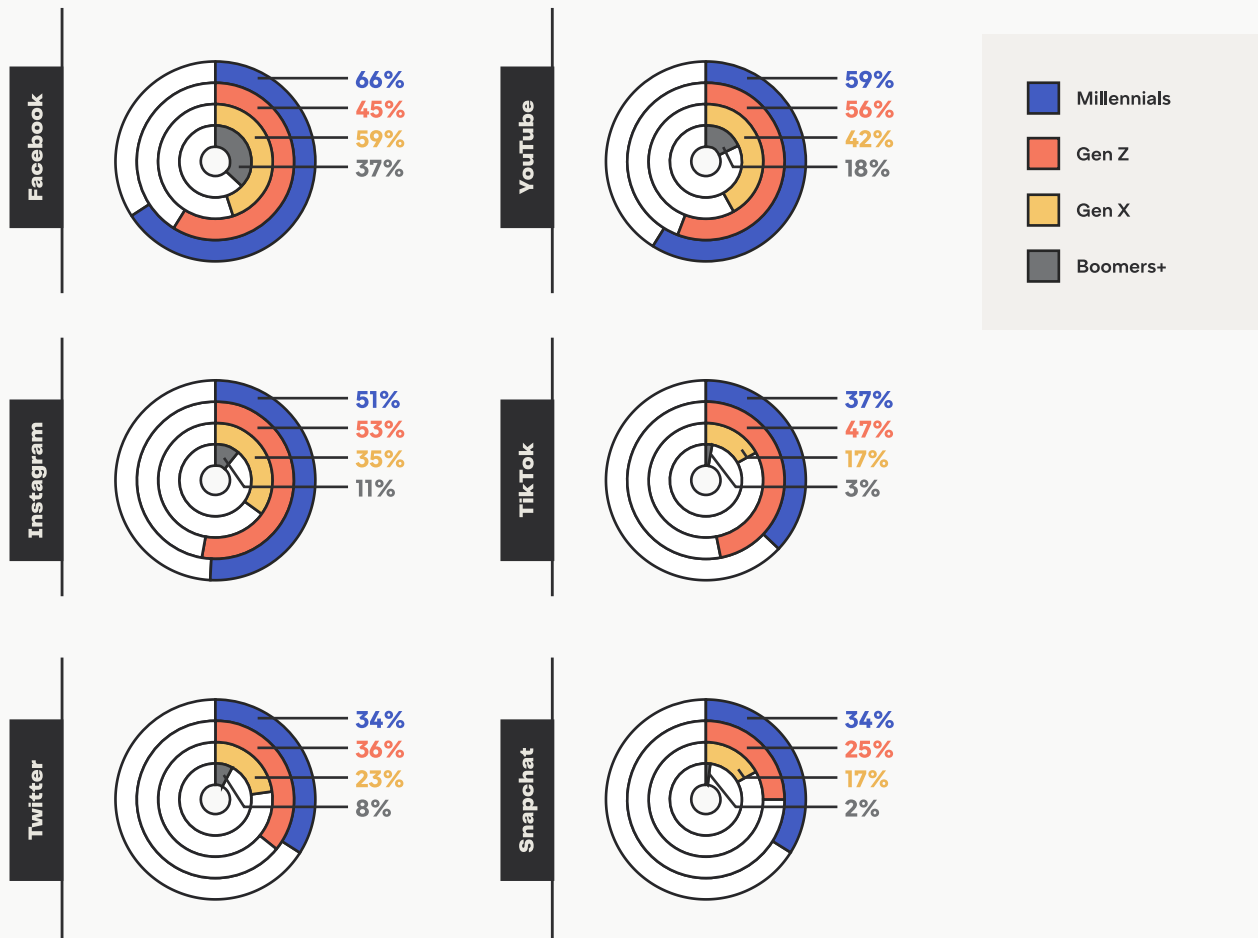 Facebook
66%
45%
59%
37%
YouTube
59%
56%
42%
18%
Millennials
Gen Z
Gen X
Boomers+
Instagram
51%
53%
35%
11%
TikTok
37%
47%
17%
3%
Twitter
34%
36%
23%
8%
Snapchat
34%
25%
17%
2%